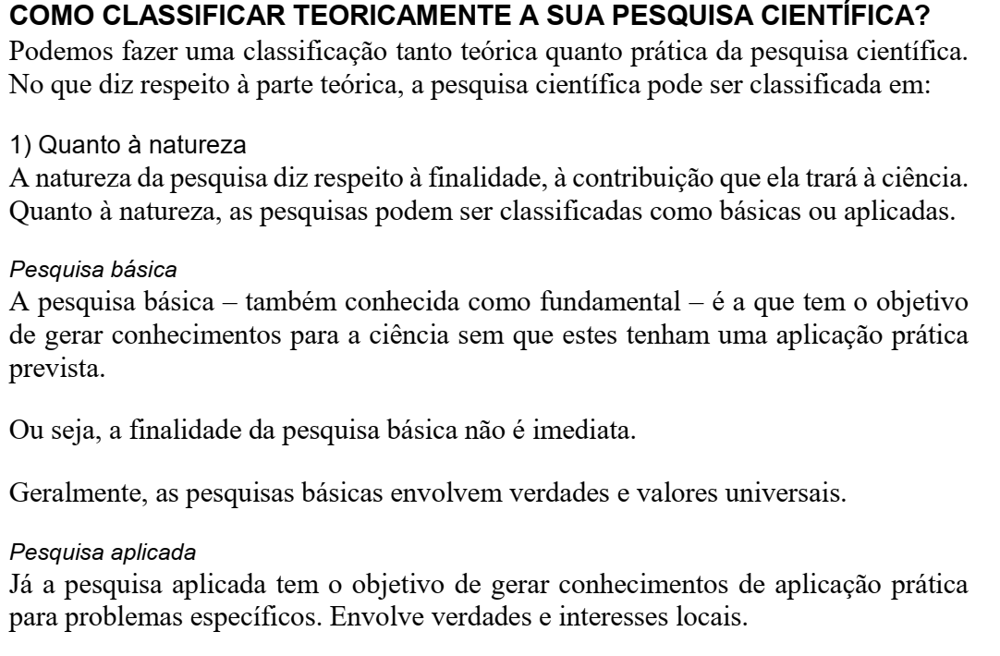 COMO CLASSIFICAR TEORICAMENTE A SUA PESQUISA CIENTÍFICA?
Podemos fazer uma classificação tanto teórica quanto prática da pesquisa científica.
No que diz respeito à parte teórica, a pesquisa científica pode ser classificada em:
1) Quanto à natureza
A natureza da pesquisa diz respeito à finalidade, à contribuição que ela trará à ciência.
Quanto à natureza, as pesquisas podem ser classificadas como básicas ou aplicadas.
Pesquisa básica
A pesquisa básica – também conhecida como fundamental – é a que tem o objetivo
de gerar conhecimentos para a ciência sem que estes tenham uma aplicação prática
prevista.
Ou seja, a finalidade da pesquisa básica não é imediata.
Geralmente, as pesquisas básicas envolvem verdades e valores universais.
Pesquisa aplicada
Já a pesquisa aplicada tem o objetivo de gerar conhecimentos de aplicação prática
para problemas específicos. Envolve verdades e interesses locais.